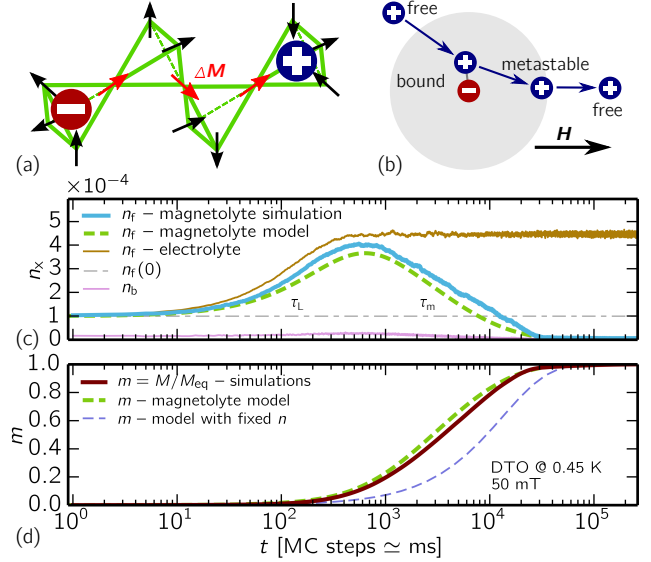 ΔM
(a)
free
metastable
bound
free
H
(b)
×10⁻⁴
5
4
3
2
1
0
nₓ
n_f – magnetolyte simulation
n_f – magnetolyte model
n_f – electrolyte
n_f(0)
n_b
τ_L
τ_m
(c)
1.0
0.8
0.6
0.4
0.2
0.0
m
m = M/M_eq – simulations
m – magnetolyte model
m – model with fixed n
DTO @ 0.45 K
50 mT
10⁰ 10¹ 10² 10³ 10⁴ 10⁵
(d)
t [MC steps ≃ ms]